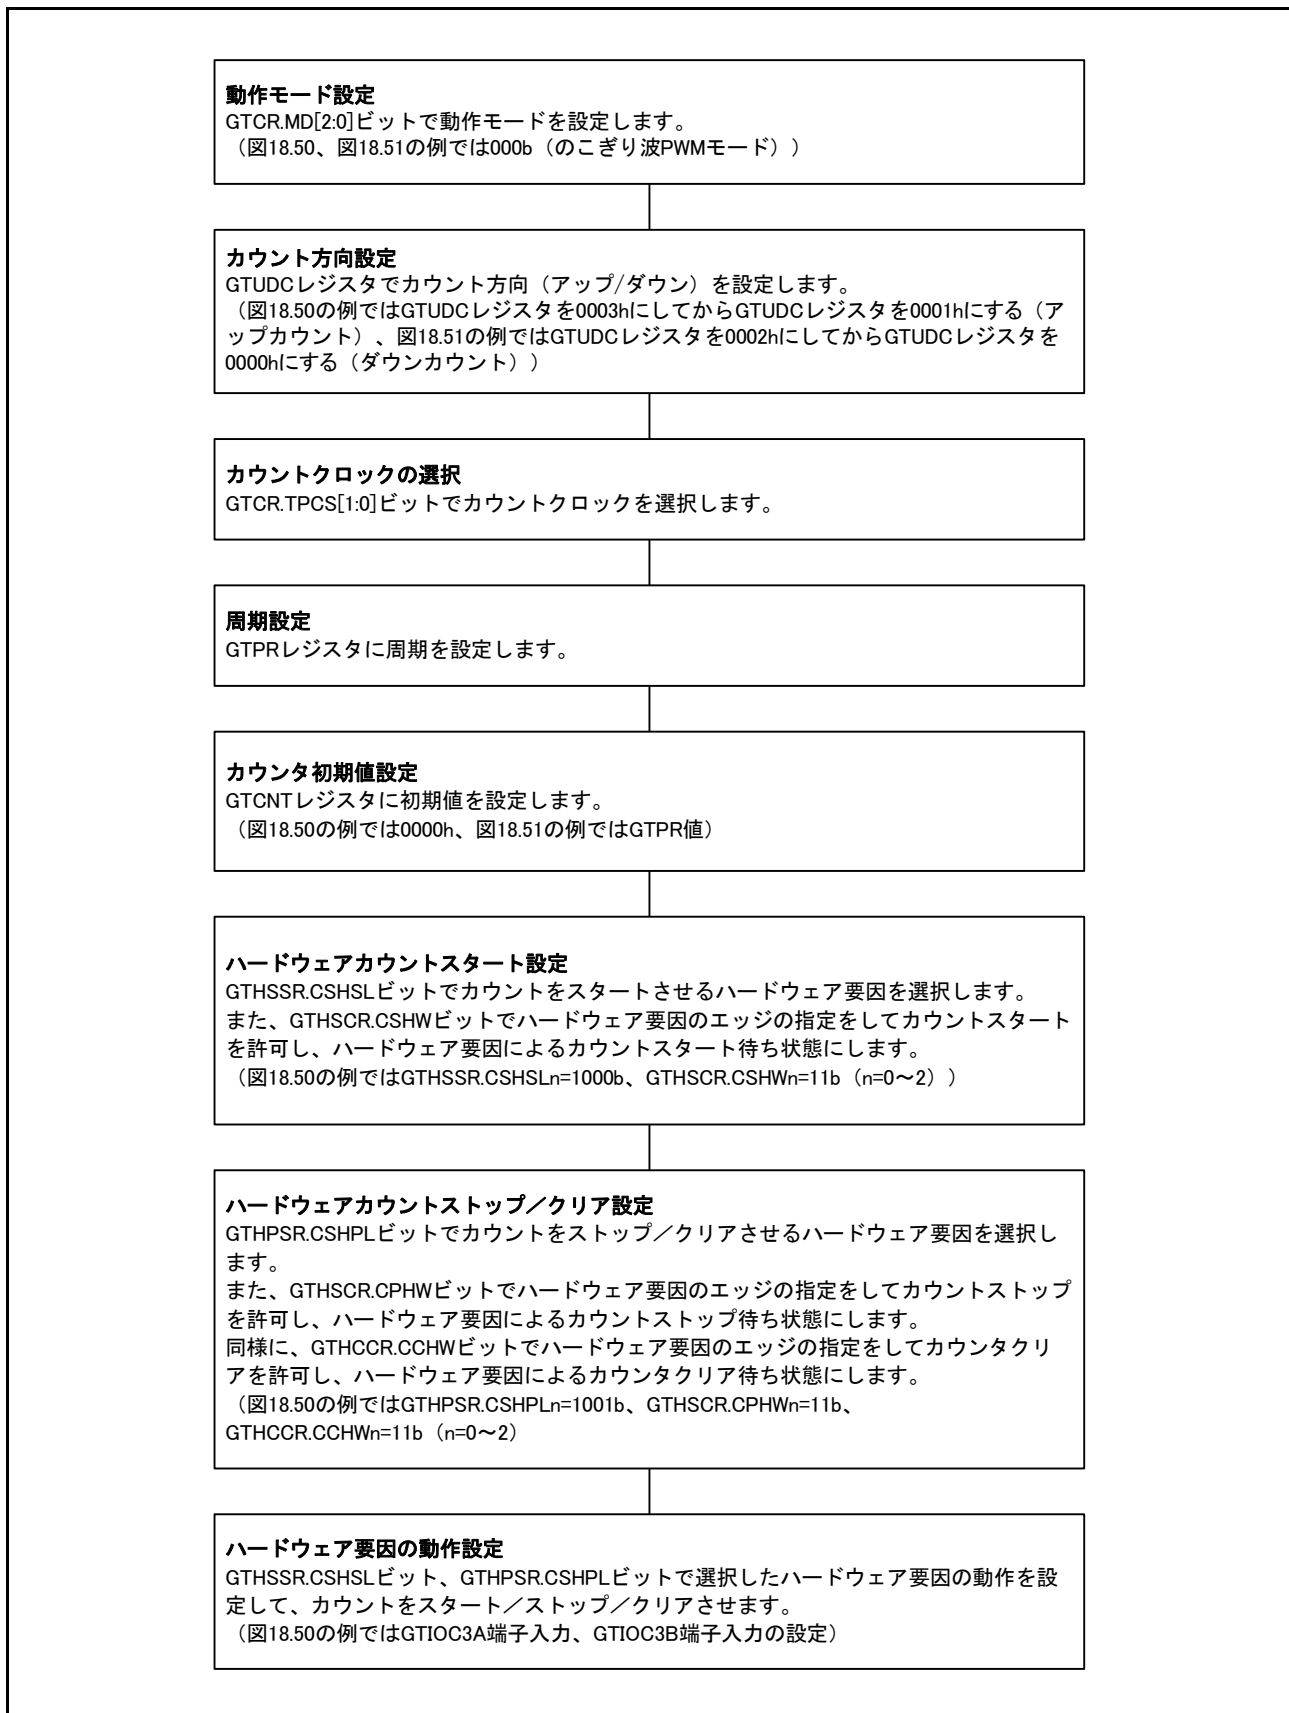 動作モード設定
GTCR.MD[2:0]ビットで動作モードを設定します。
（図18.50、図18.51の例では000b（のこぎり波PWMモード））
カウント方向設定
GTUDCレジスタでカウント方向（アップ/ダウン）を設定します。
（図18.50の例ではGTUDCレジスタを0003hにしてからGTUDCレジスタを0001hにする（ア
ップカウント）、図18.51の例ではGTUDCレジスタを0002hにしてからGTUDCレジスタを
0000hにする（ダウンカウント））
カウントクロックの選択
GTCR.TPCS[1:0]ビットでカウントクロックを選択します。
周期設定
GTPRレジスタに周期を設定します。
カウンタ初期値設定
GTCNTレジスタに初期値を設定します。
（図18.50の例では0000h、図18.51の例ではGTPR値）
ハードウェアカウントスタート設定
GTHSSR.CSHSLビットでカウントをスタートさせるハードウェア要因を選択します。
また、GTHSCR.CSHWビットでハードウェア要因のエッジの指定をしてカウントスタート
を許可し、ハードウェア要因によるカウントスタート待ち状態にします。
（図18.50の例ではGTHSSR.CSHSLn=1000b、GTHSCR.CSHWn=11b（n=0～2））
ハードウェアカウントストップ／クリア設定
GTHPSR.CSHPLビットでカウントをストップ／クリアさせるハードウェア要因を選択し
ます。
また、GTHSCR.CPHWビットでハードウェア要因のエッジの指定をしてカウントストップ
を許可し、ハードウェア要因によるカウントストップ待ち状態にします。
同様に、GTHCCR.CCHWビットでハードウェア要因のエッジの指定をしてカウンタクリ
アを許可し、ハードウェア要因によるカウンタクリア待ち状態にします。
（図18.50の例ではGTHPSR.CSHPLn=1001b、GTHSCR.CPHWn=11b、
GTHCCR.CCHWn=11b（n=0～2）
ハードウェア要因の動作設定
GTHSSR.CSHSLビット、GTHPSR.CSHPLビットで選択したハードウェア要因の動作を設
定して、カウントをスタート／ストップ／クリアさせます。
（図18.50の例ではGTIOC3A端子入力、GTIOC3B端子入力の設定）